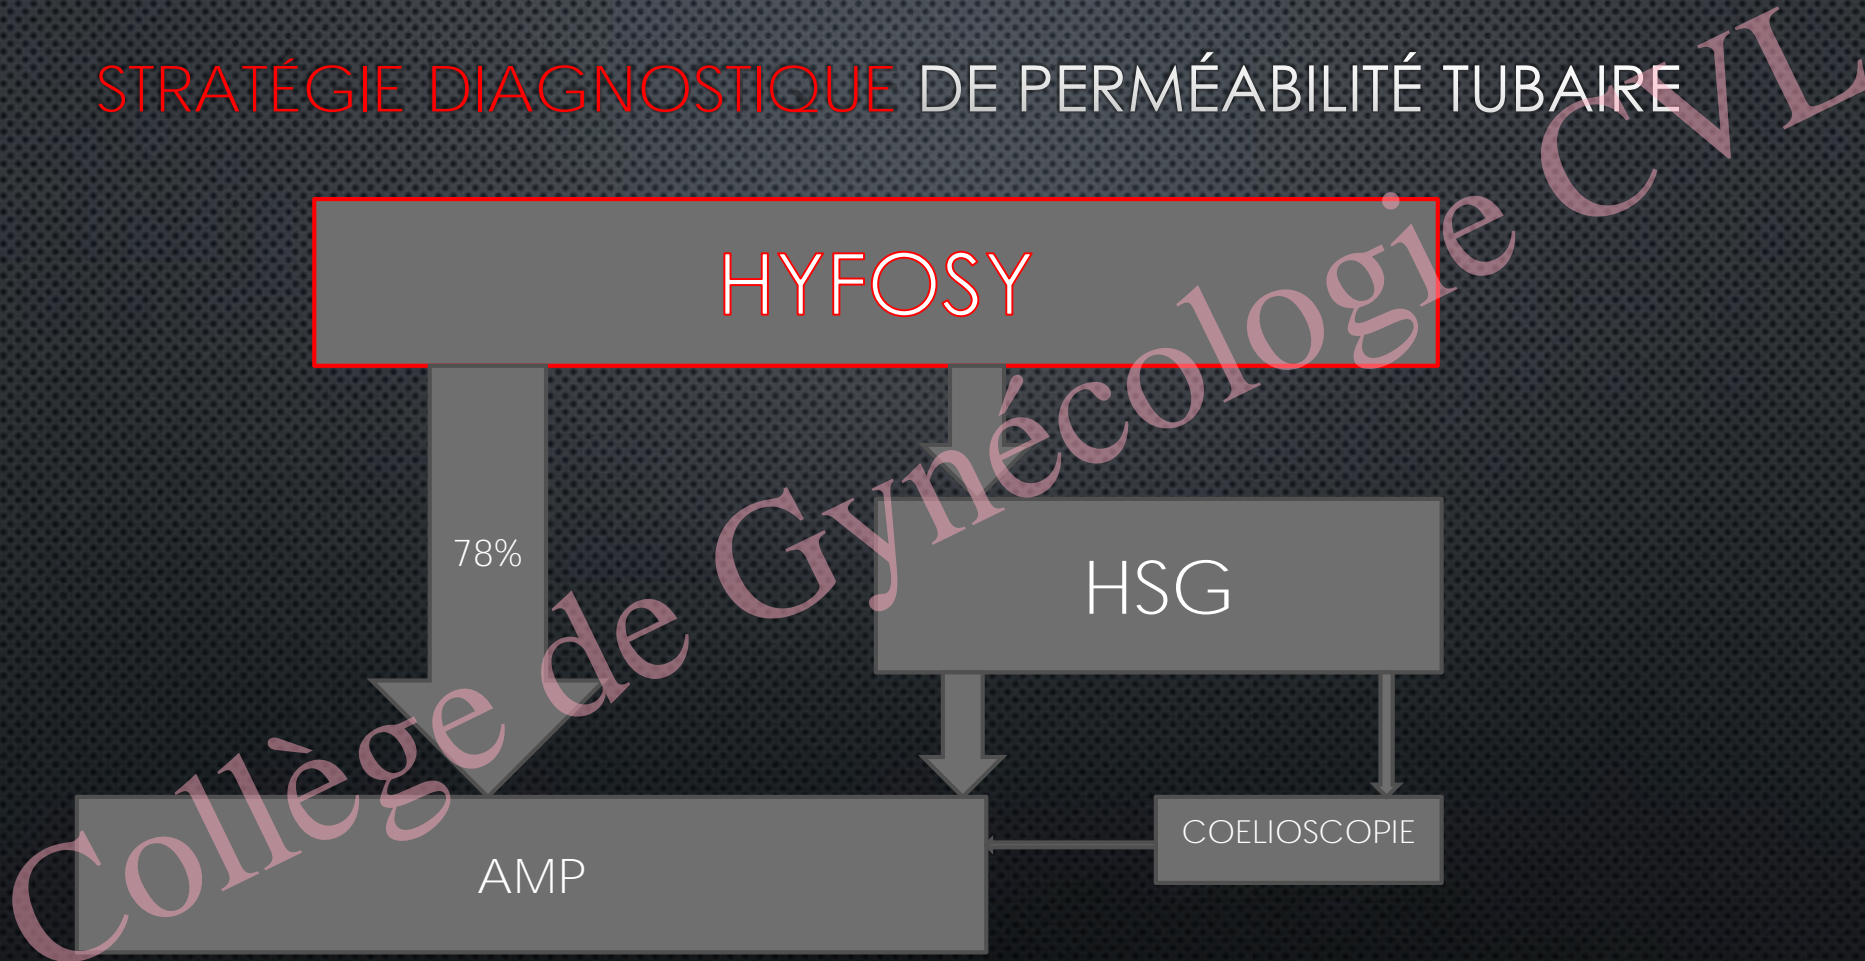 STRATÉGIE DIAGNOSTIQUE DE PERMÉABILITÉ TUBAIRE
HYFOSY
78%
HSG
COELIOSCOPIE
AMP
Collège de Gynécologie CVL